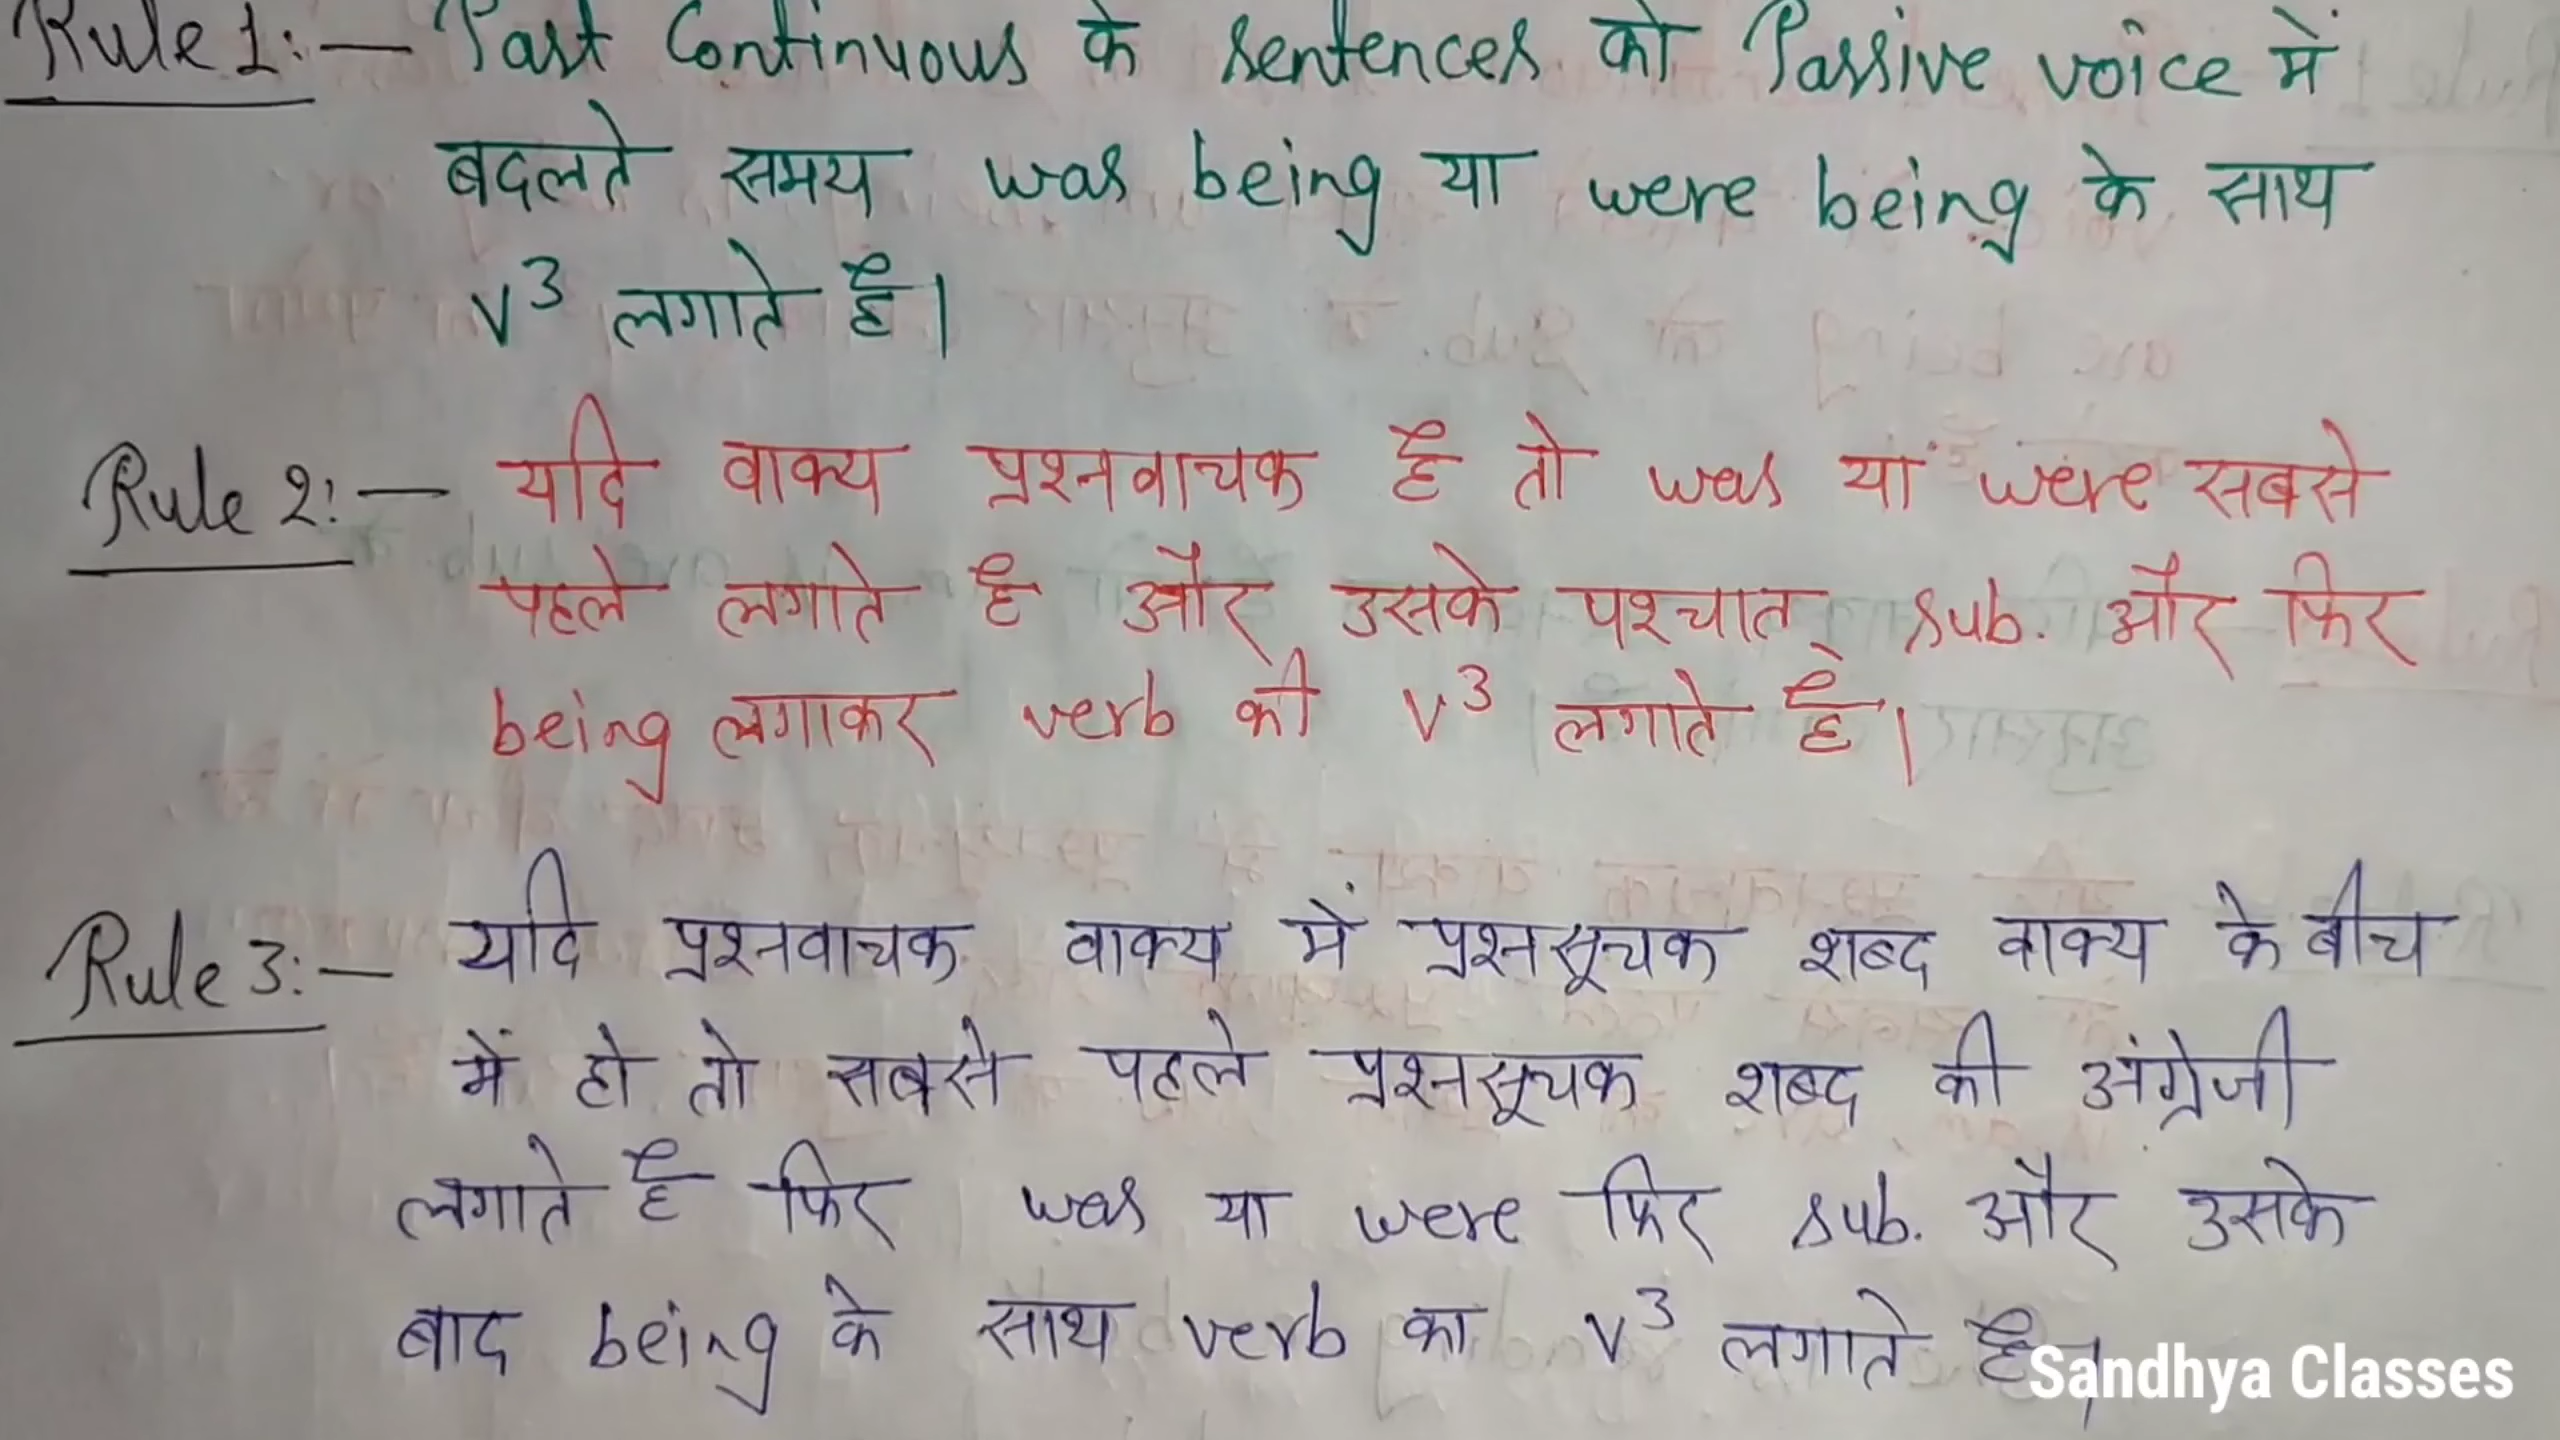 Rule 1:— Past Continuous के sentences को Passive voice में
बदलते समय was being या were being के साथ
v³ लगाते है।
Rule 2:— यदि वाक्य प्रश्नवाचक है तो was या were सबसे
पहले लगाते है और उसके पश्चात् sub. और फिर
being लगाकर verb की v³ लगाते है।
Rule 3:— यदि प्रश्नवाचक वाक्य में प्रश्नसूचक शब्द वाक्य के बीच
में हो तो सबसे पहले प्रश्नसूचक शब्द की अंग्रेजी
लगाते है फिर was या were फिर sub. और उसके
बाद being के साथ verb का v³ लगाते है।
Sandhya Classes